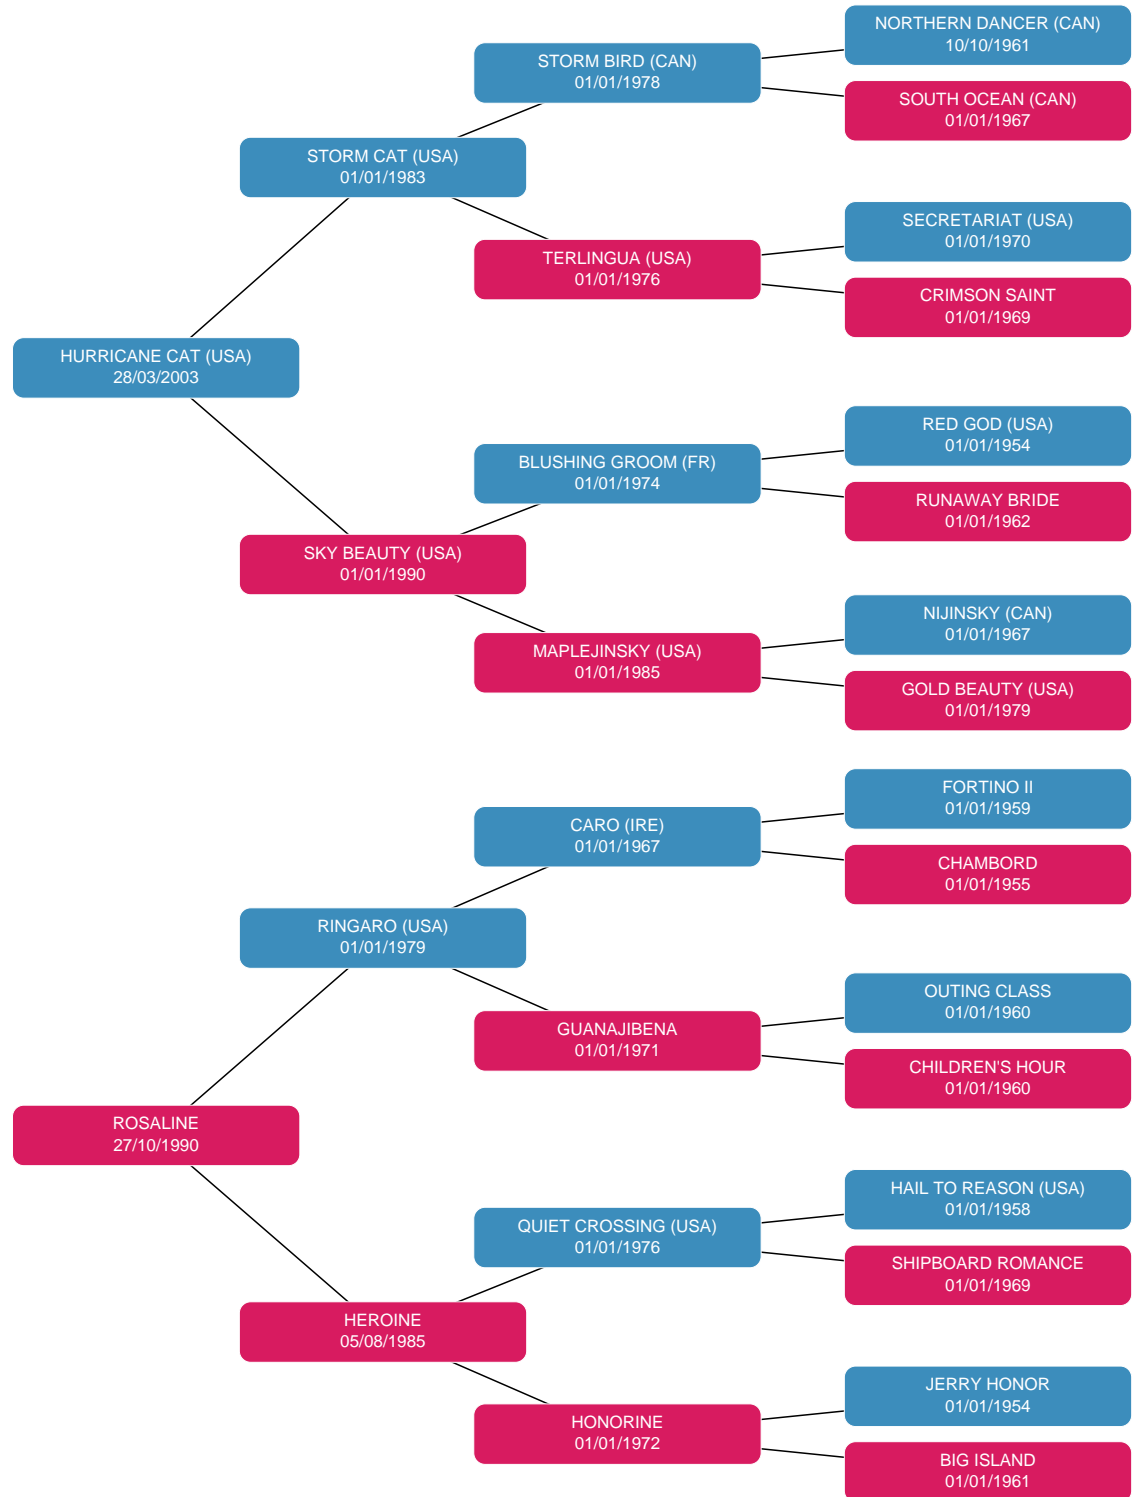 NORTHERN DANCER (CAN)
10/10/1961
STORM BIRD (CAN)
01/01/1978
SOUTH OCEAN (CAN)
01/01/1967
STORM CAT (USA)
01/01/1983
SECRETARIAT (USA)
01/01/1970
TERLINGUA (USA)
01/01/1976
CRIMSON SAINT
01/01/1969
HURRICANE CAT (USA)
28/03/2003
RED GOD (USA)
01/01/1954
BLUSHING GROOM (FR)
01/01/1974
RUNAWAY BRIDE
01/01/1962
SKY BEAUTY (USA)
01/01/1990
NIJINSKY (CAN)
01/01/1967
MAPLEJINSKY (USA)
01/01/1985
GOLD BEAUTY (USA)
01/01/1979
FORTINO II
01/01/1959
CARO (IRE)
01/01/1967
CHAMBORD
01/01/1955
RINGARO (USA)
01/01/1979
OUTING CLASS
01/01/1960
GUANAJIBENA
01/01/1971
CHILDREN'S HOUR
01/01/1960
ROSALINE
27/10/1990
HAIL TO REASON (USA)
01/01/1958
QUIET CROSSING (USA)
01/01/1976
SHIPBOARD ROMANCE
01/01/1969
HEROINE
05/08/1985
JERRY HONOR
01/01/1954
HONORINE
01/01/1972
BIG ISLAND
01/01/1961